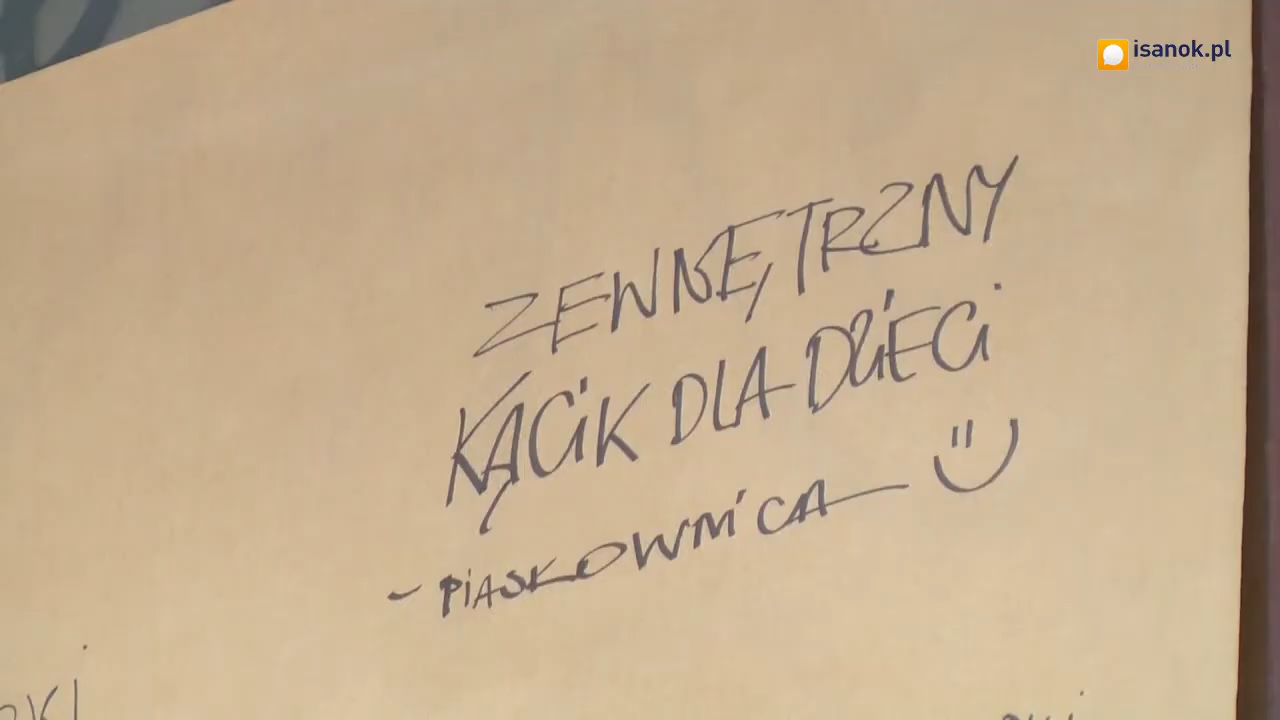 isanok.pl
ZEWNĘTRZNY
KĄCIK DLA DZIECI
- PIASKOWNICA